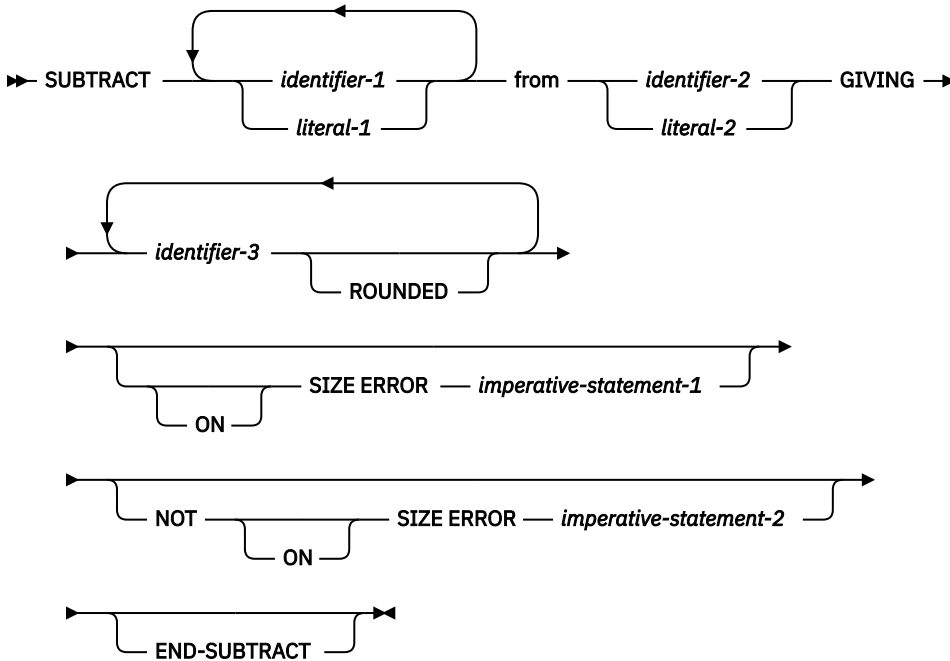 SUBTRACT identifier-1 from identifier-2 GIVING
literal-1 literal-2
identifier-3
ROUNDED
SIZE ERROR imperative-statement-1
ON
NOT SIZE ERROR imperative-statement-2
ON
END-SUBTRACT